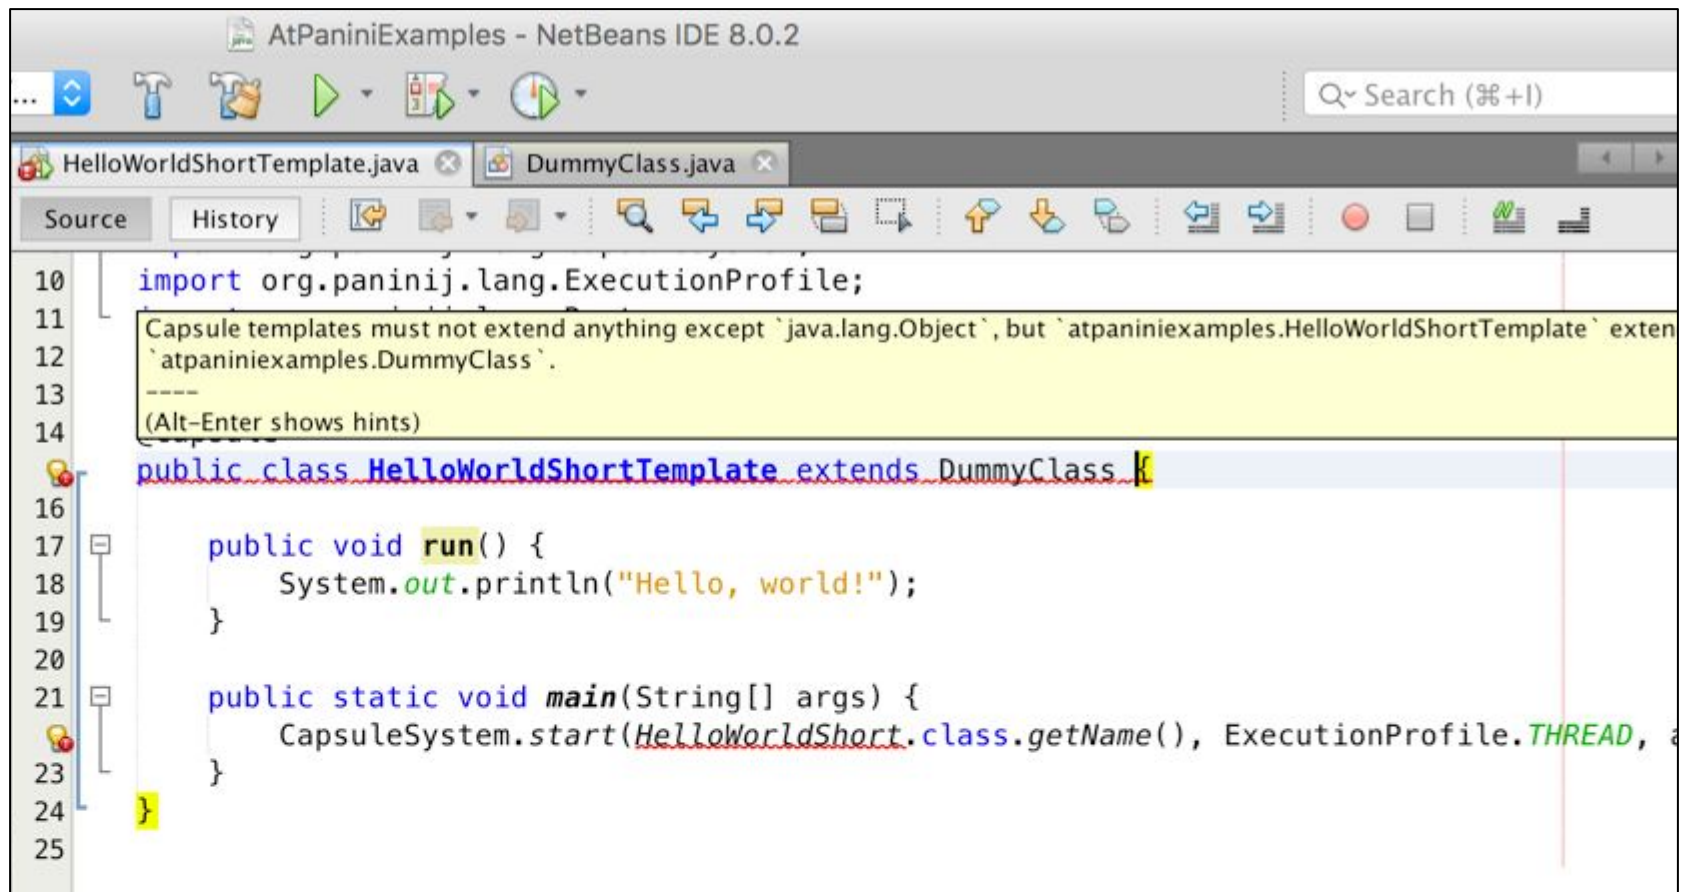 AtPaniniExamples - NetBeans IDE 8.0.2
... Search (⌘+I)
HelloWorldShortTemplate.java DummyClass.java
Source History
10 import org.paninij.lang.ExecutionProfile;
11
Capsule templates must not extend anything except `java.lang.Object`, but `atpaniniexamples.HelloWorldShortTemplate` exten
12 `atpaniniexamples.DummyClass`.
13 ----
14 (Alt-Enter shows hints)
public class HelloWorldShortTemplate extends DummyClass {
16
17 public void run() {
18 System.out.println("Hello, world!");
19 }
20
21 public static void main(String[] args) {
CapsuleSystem.start(HelloWorldShort.class.getName(), ExecutionProfile.THREAD,
23 }
24 }
25